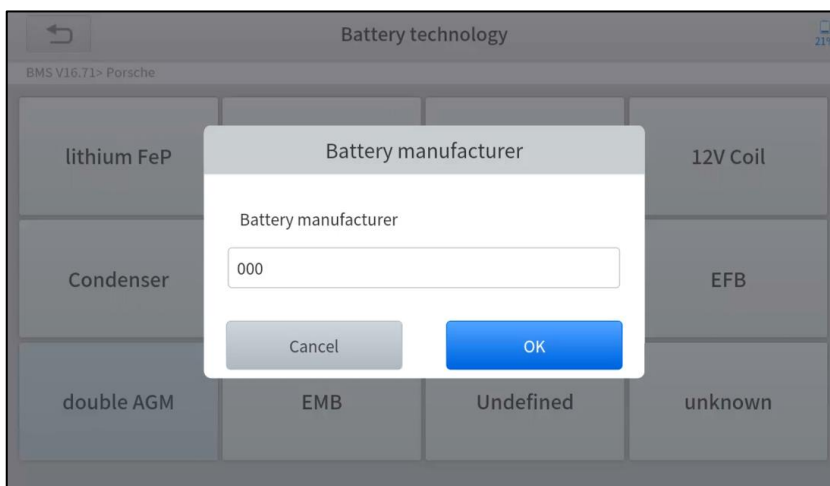 Battery technology
21%
BMS V16.71> Porsche
Battery manufacturer
lithium FeP
12V Coil
Battery manufacturer
000
Condenser
EFB
Cancel
OK
double AGM
EMB
Undefined
unknown